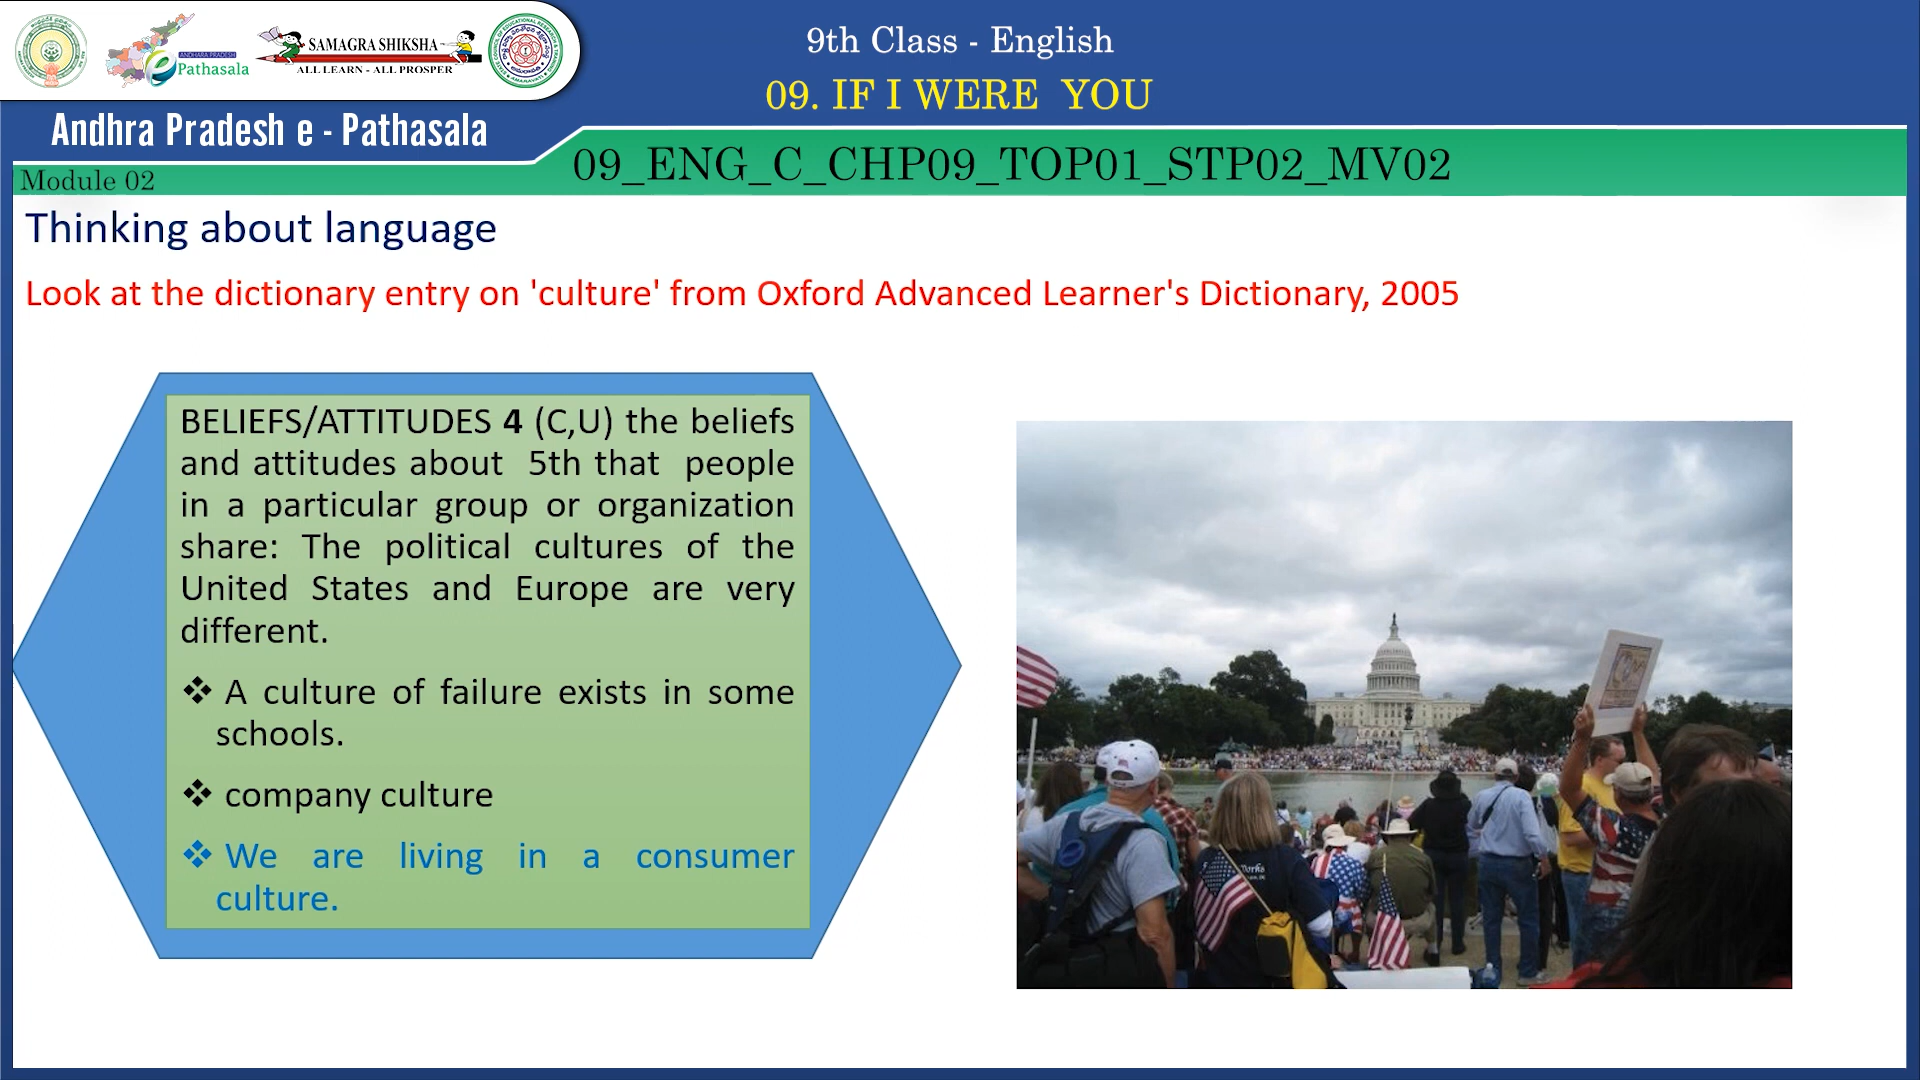 ANDHRA PRADESH
Pathasala
SAMAGRA SHIKSHA
ALL LEARN - ALL PROSPER
9th Class - English
09. IF I WERE YOU
Andhra Pradesh e - Pathasala
Module 02
09_ENG_C_CHP09_TOP01_STP02_MV02
Thinking about language
Look at the dictionary entry on 'culture' from Oxford Advanced Learner's Dictionary, 2005
BELIEFS/ATTITUDES 4 (C,U) the beliefs
and attitudes about 5th that people
in a particular group or organization
share: The political cultures of the
United States and Europe are very
different.
❖ A culture of failure exists in some
schools.
❖ company culture
❖ We are living in a consumer
culture.